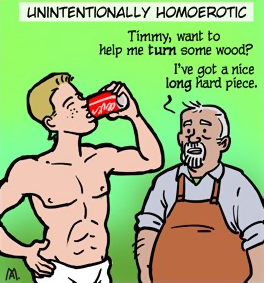 UNINTENTIONALLY HOMOEROTIC
Timmy, want to
help me turn some wood?
I've got a nice
long hard piece.